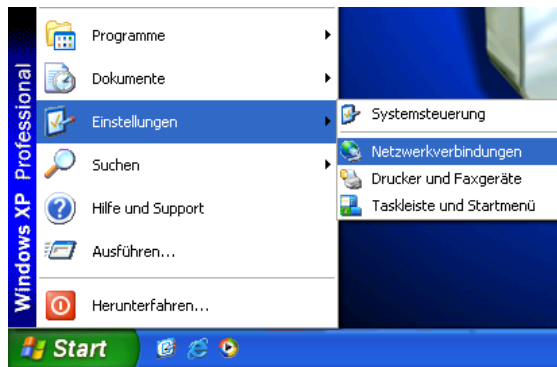 Windows XP Professional
Programme
Dokumente
Einstellungen
Suchen
Hilfe und Support
Ausführen...
Herunterfahren...
Systemsteuerung
Netzwerkverbindungen
Drucker und Faxgeräte
Taskleiste und Startmenü
Start